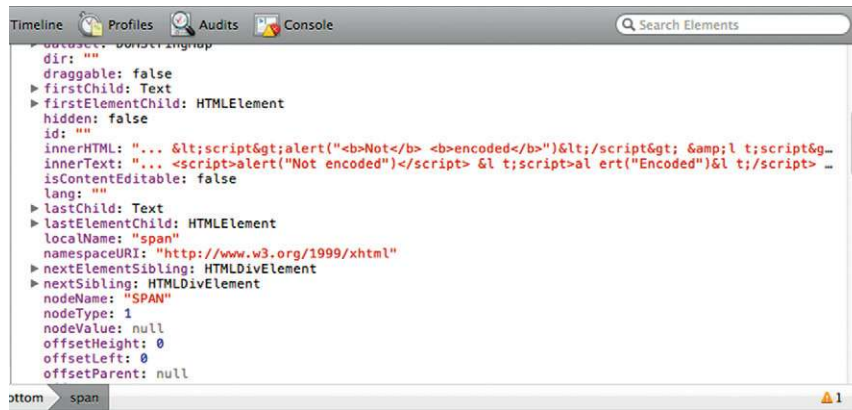 Timeline Profiles Audits Console Search Elements
dataset: DOMStringMap
dir: ""
draggable: false
firstChild: Text
firstElementChild: HTMLElement
hidden: false
id: ""
innerHTML: "... &lt;script&gt;alert("<b>Not</b> <b>encoded</b>")&lt;/script&gt; &amp;l t;script&g…
innerText: "... <script>alert("Not encoded")</script> &l t;script>al ert("Encoded")&l t;/script> …
isContentEditable: false
lang: ""
lastChild: Text
lastElementChild: HTMLElement
localName: "span"
namespaceURI: "http://www.w3.org/1999/xhtml"
nextElementSibling: HTMLDivElement
nextSibling: HTMLDivElement
nodeName: "SPAN"
nodeType: 1
nodeValue: null
offsetHeight: 0
offsetLeft: 0
offsetParent: null
ottom span 1